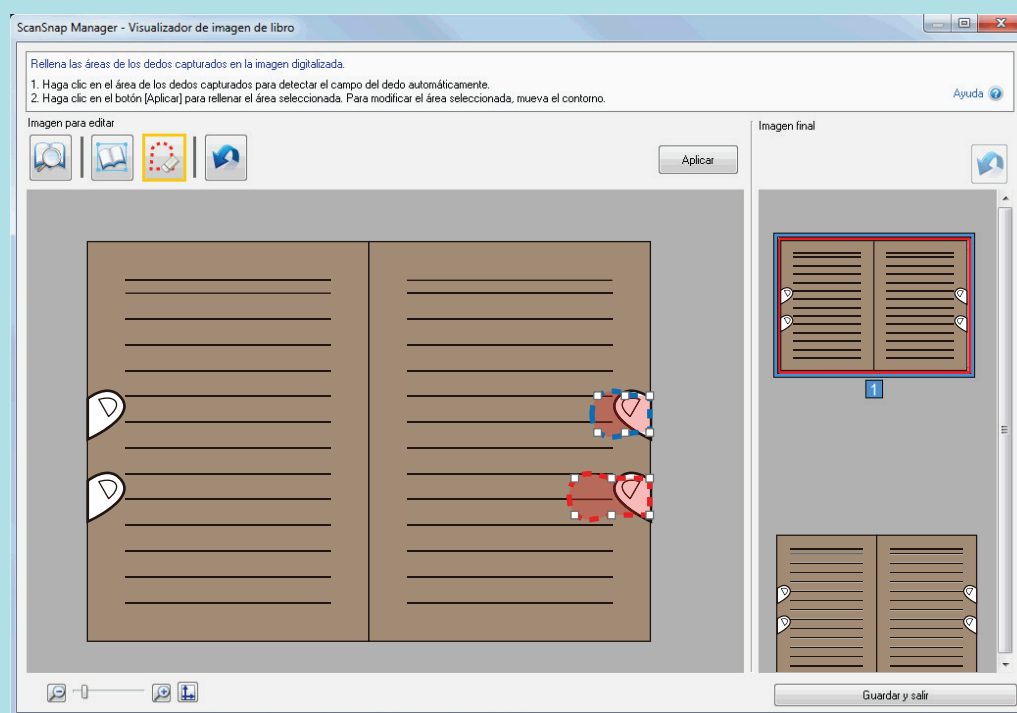 ScanSnap Manager - Visualizador de imagen de libro
Rellena las áreas de los dedos capturados en la imagen digitalizada.
1. Haga clic en el área de los dedos capturados para detectar el campo del dedo automáticamente.
2. Haga clic en el botón [Aplicar] para rellenar el área seleccionada. Para modificar el área seleccionada, mueva el contorno.
Ayuda
Imagen para editar
Imagen final
Aplicar
1
Guardar y salir